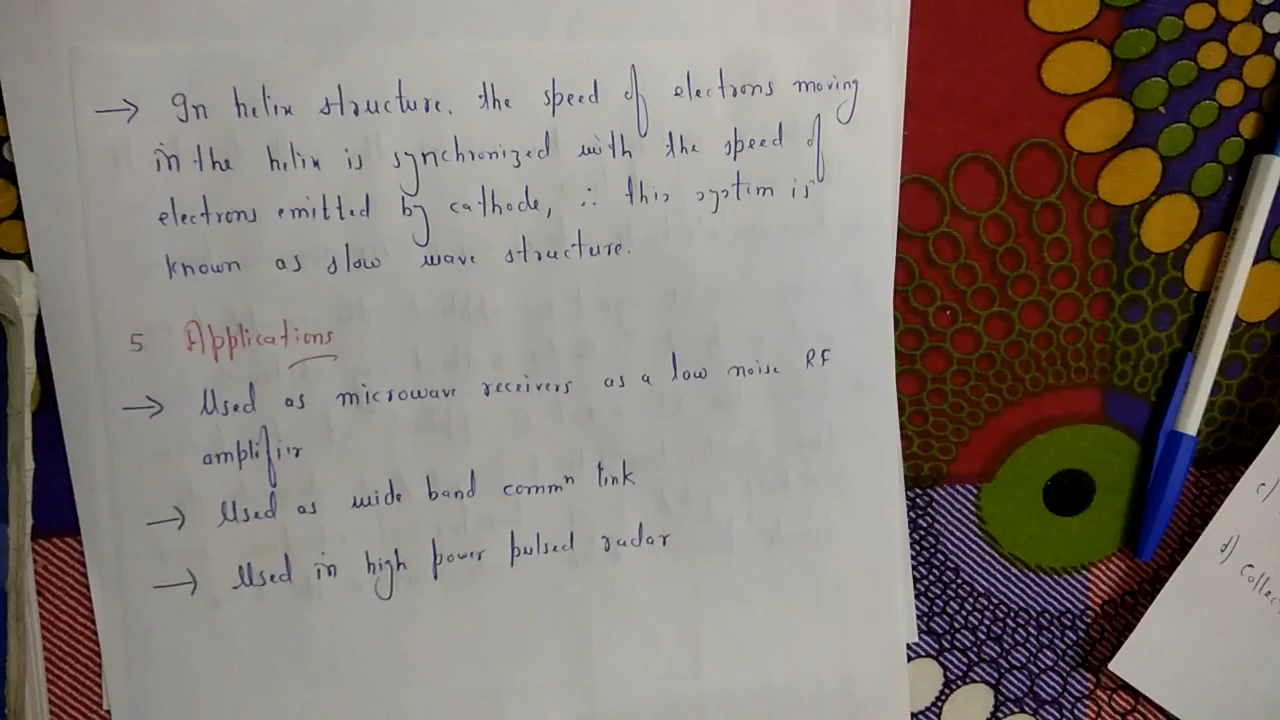 → In helix structure. the speed of electrons moving
in the helix is synchronized with the speed of
electrons emitted by cathode, ∴ this system is
known as slow wave structure.
5 Applications
→ Used as microwave receivers as a low noise RF
amplifier
→ Used as wide band commⁿ link
→ Used in high power pulsed radar
c)
d) Collec